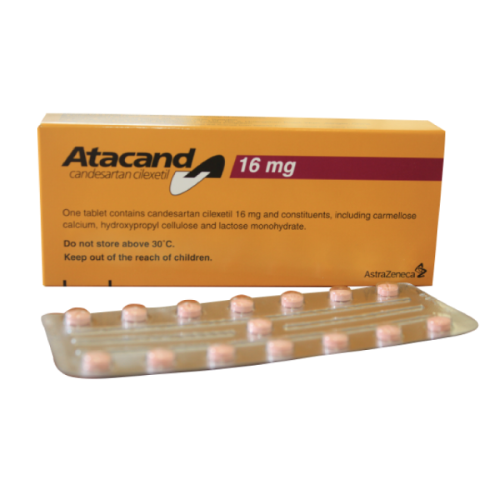 Atacand
candesartan cilexetil
16 mg
One tablet contains candesartan cilexetil 16 mg and constituents, including carmellose
calcium, hydroxypropyl cellulose and lactose monohydrate.
Do not store above 30˚C.
Keep out of the reach of children.
AstraZeneca